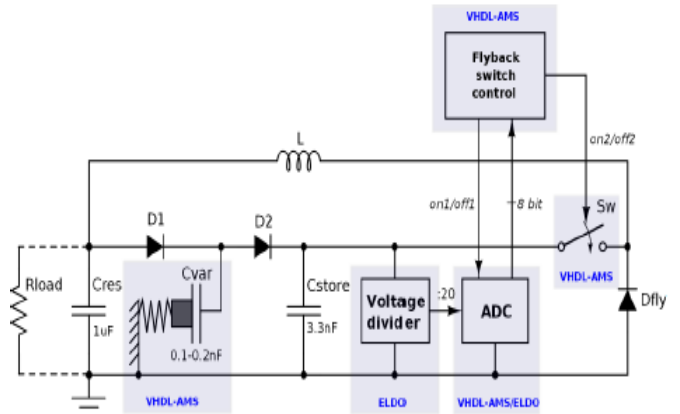 VHDL-AMS
Flyback
switch
control
on2/off2
L
on1/off1
8 bit
Sw
D1
D2
VHDL-AMS
Rload
Cres
Cvar
Cstore
:20
Dfly
1uF
Voltage
divider
ADC
3.3nF
0.1-0.2nF
VHDL-AMS
ELDO
VHDL-AMS/ELDO